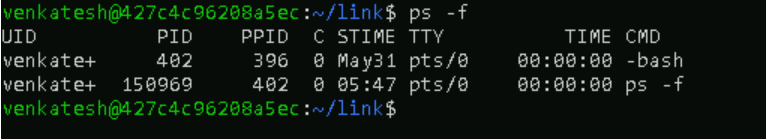 venkatesh@427c4c96208a5ec:~/link$ ps -f
UID          PID    PPID  C STIME TTY          TIME CMD
venkate+     402     396  0 May31 pts/0    00:00:00 -bash
venkate+  150969     402  0 05:47 pts/0    00:00:00 ps -f
venkatesh@427c4c96208a5ec:~/link$